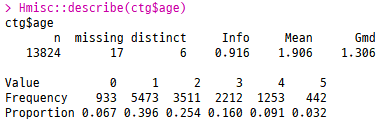 > Hmisc::describe(ctg$age)
ctg$age
n missing distinct Info Mean Gmd
13824 17 6 0.916 1.906 1.306
Value 0 1 2 3 4 5
Frequency 933 5473 3511 2212 1253 442
Proportion 0.067 0.396 0.254 0.160 0.091 0.032